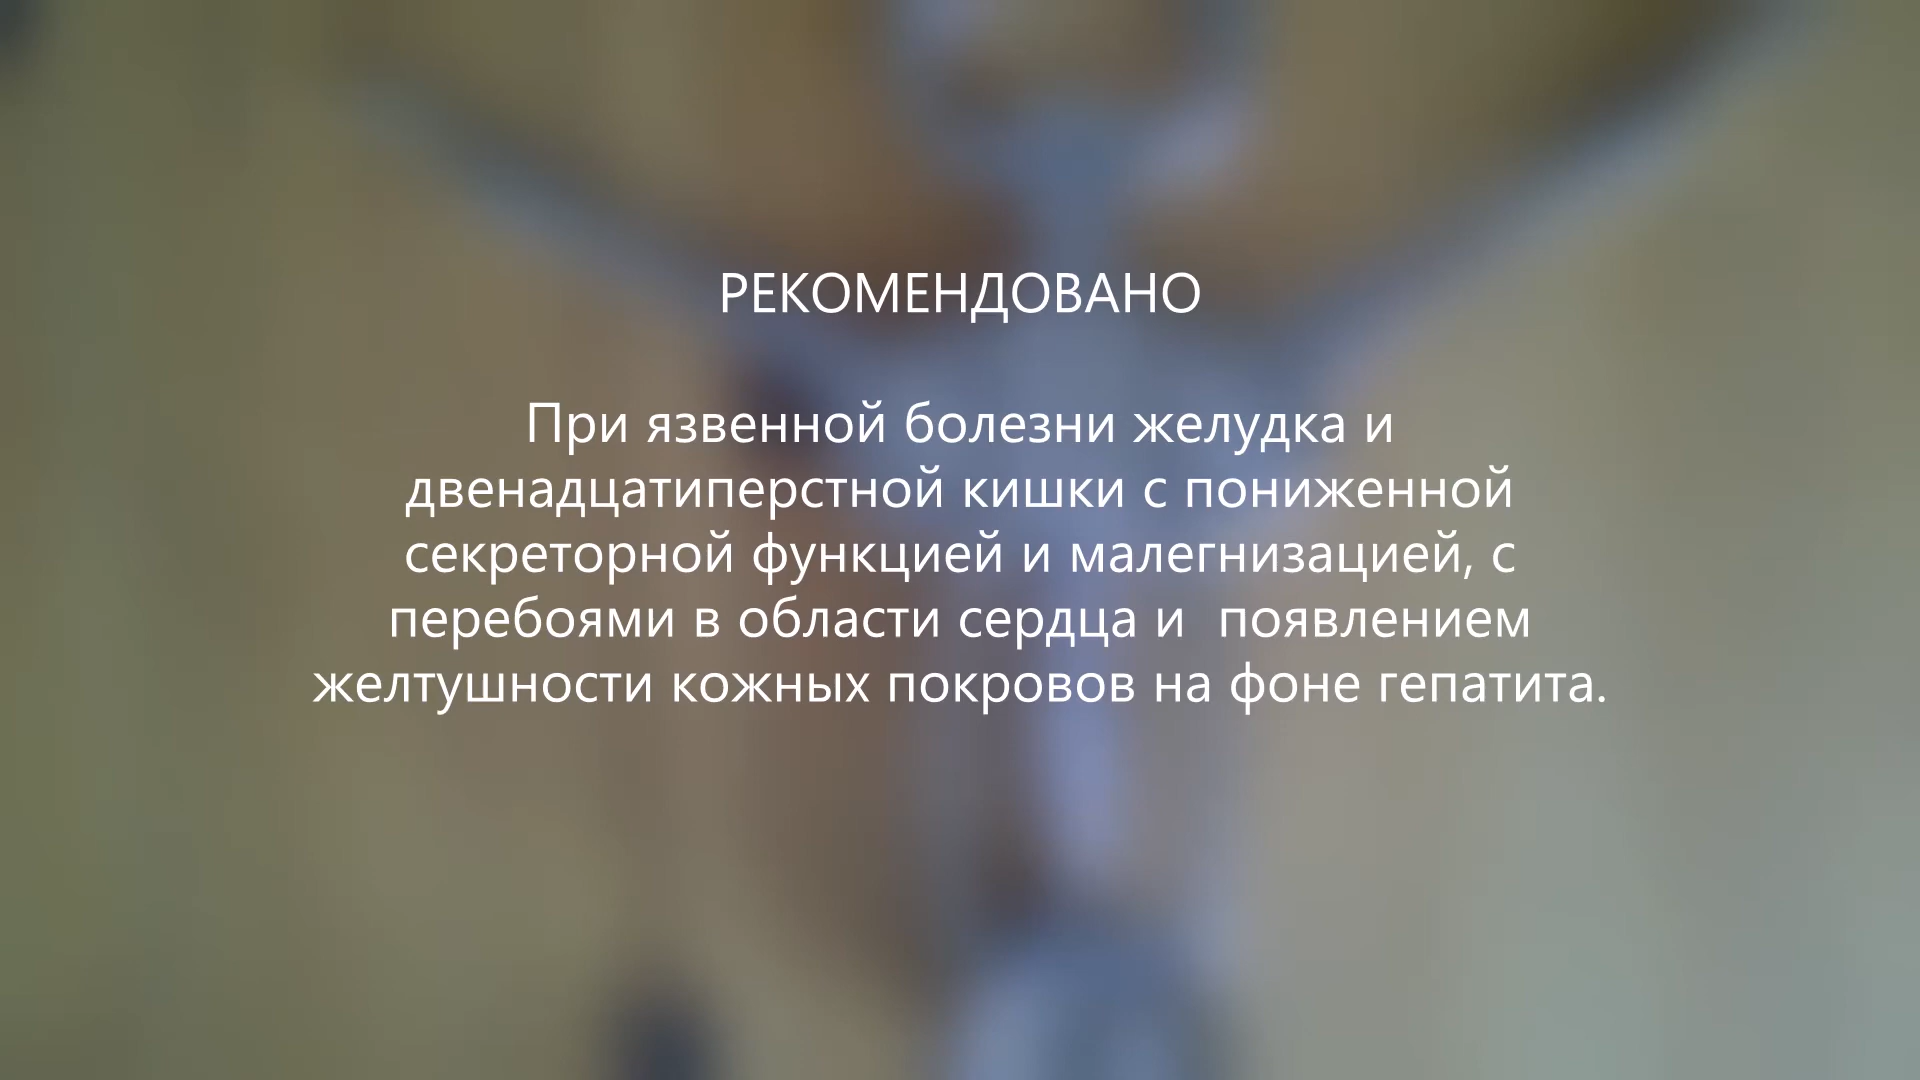 РЕКОМЕНДОВАНО
При язвенной болезни желудка и
двенадцатиперстной кишки с пониженной
секреторной функцией и малегнизацией, с
перебоями в области сердца и  появлением
желтушности кожных покровов на фоне гепатита.